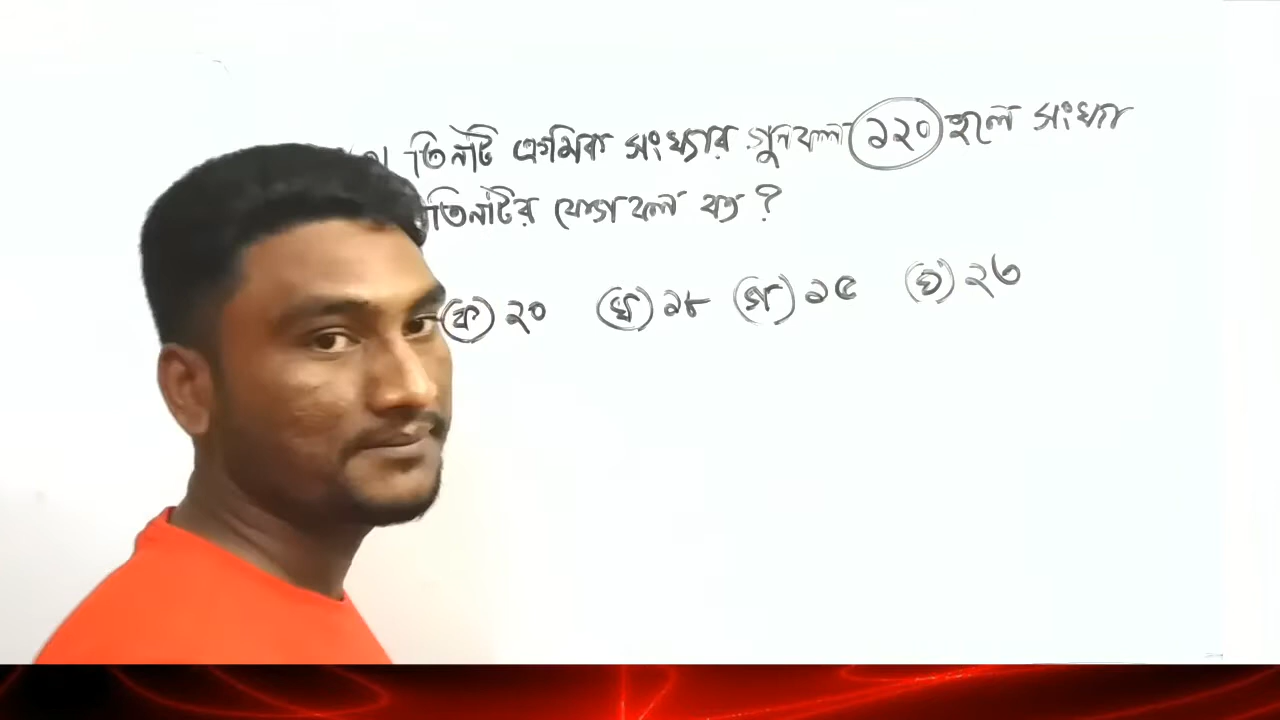 তিনটি ক্রমিক সংখ্যার গুনফল ১২০ হলে সংখ্যা
তিনটির যোগফল কত ?
(ক) ২০ (খ) ১৮ (গ) ১৫ (ঘ) ২৩